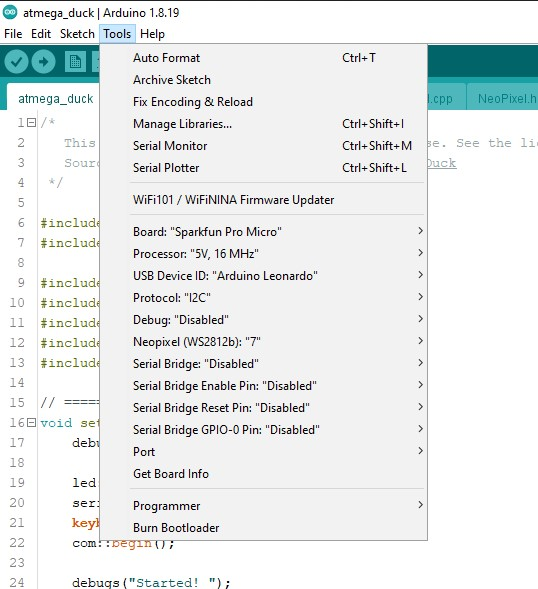 atmega_duck | Arduino 1.8.19
File Edit Sketch Tools Help
atmega_duck
.cpp
NeoPixel.h
Auto Format Ctrl+T
Archive Sketch
Fix Encoding & Reload
Manage Libraries... Ctrl+Shift+I
Serial Monitor Ctrl+Shift+M
Serial Plotter Ctrl+Shift+L
WiFi101 / WiFiNINA Firmware Updater
Board: "Sparkfun Pro Micro"
Processor: "5V, 16 MHz"
USB Device ID: "Arduino Leonardo"
Protocol: "I2C"
Debug: "Disabled"
Neopixel (WS2812b): "7"
Serial Bridge: "Disabled"
Serial Bridge Enable Pin: "Disabled"
Serial Bridge Reset Pin: "Disabled"
Serial Bridge GPIO-0 Pin: "Disabled"
Port
Get Board Info
Programmer
Burn Bootloader
1 /*
2 This se. See the lic
3 Sour Duck
4 */
5
6 #include
7 #include
8
9 #include
10 #include
11 #include
12 #include
13 #include
14
15 // =====
16 void set
17 debu
18
19 led:
20 seri
21 keyb
22 com::begin();
23
24 debugs("Started! ");